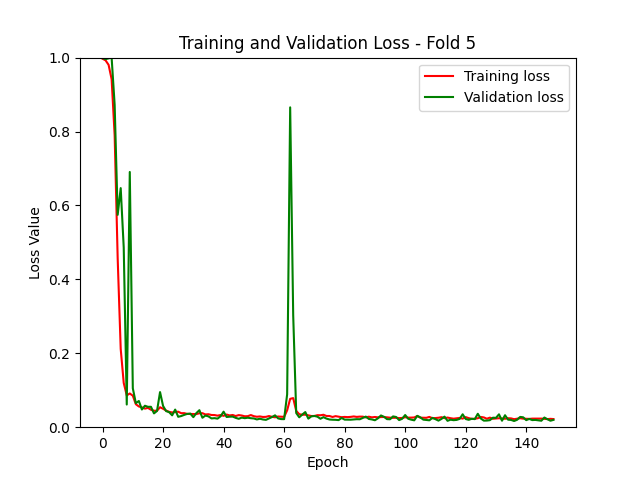 Training and Validation Loss - Fold 5
Training loss
Validation loss
1.0
0.8
0.6
0.4
0.2
0.0
Loss Value
0 20 40 60 80 100 120 140
Epoch